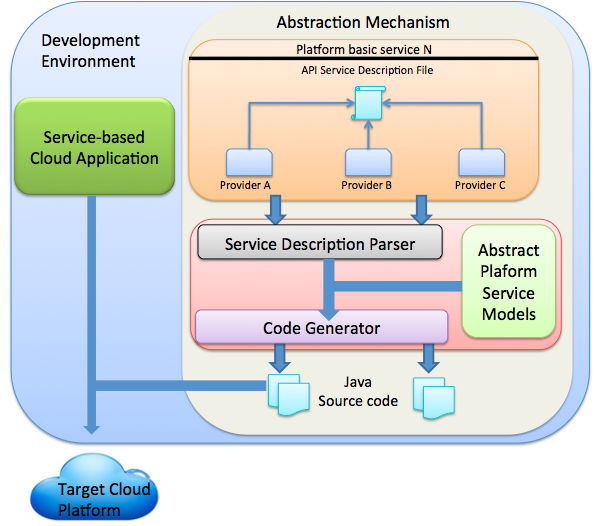 Development
Environment
Abstraction Mechanism
Platform basic service N
API Service Description File
Provider A
Provider B
Provider C
Service-based
Cloud Application
Service Description Parser
Abstract
Plaform
Service
Models
Code Generator
Java
Source code
Target Cloud
Platform